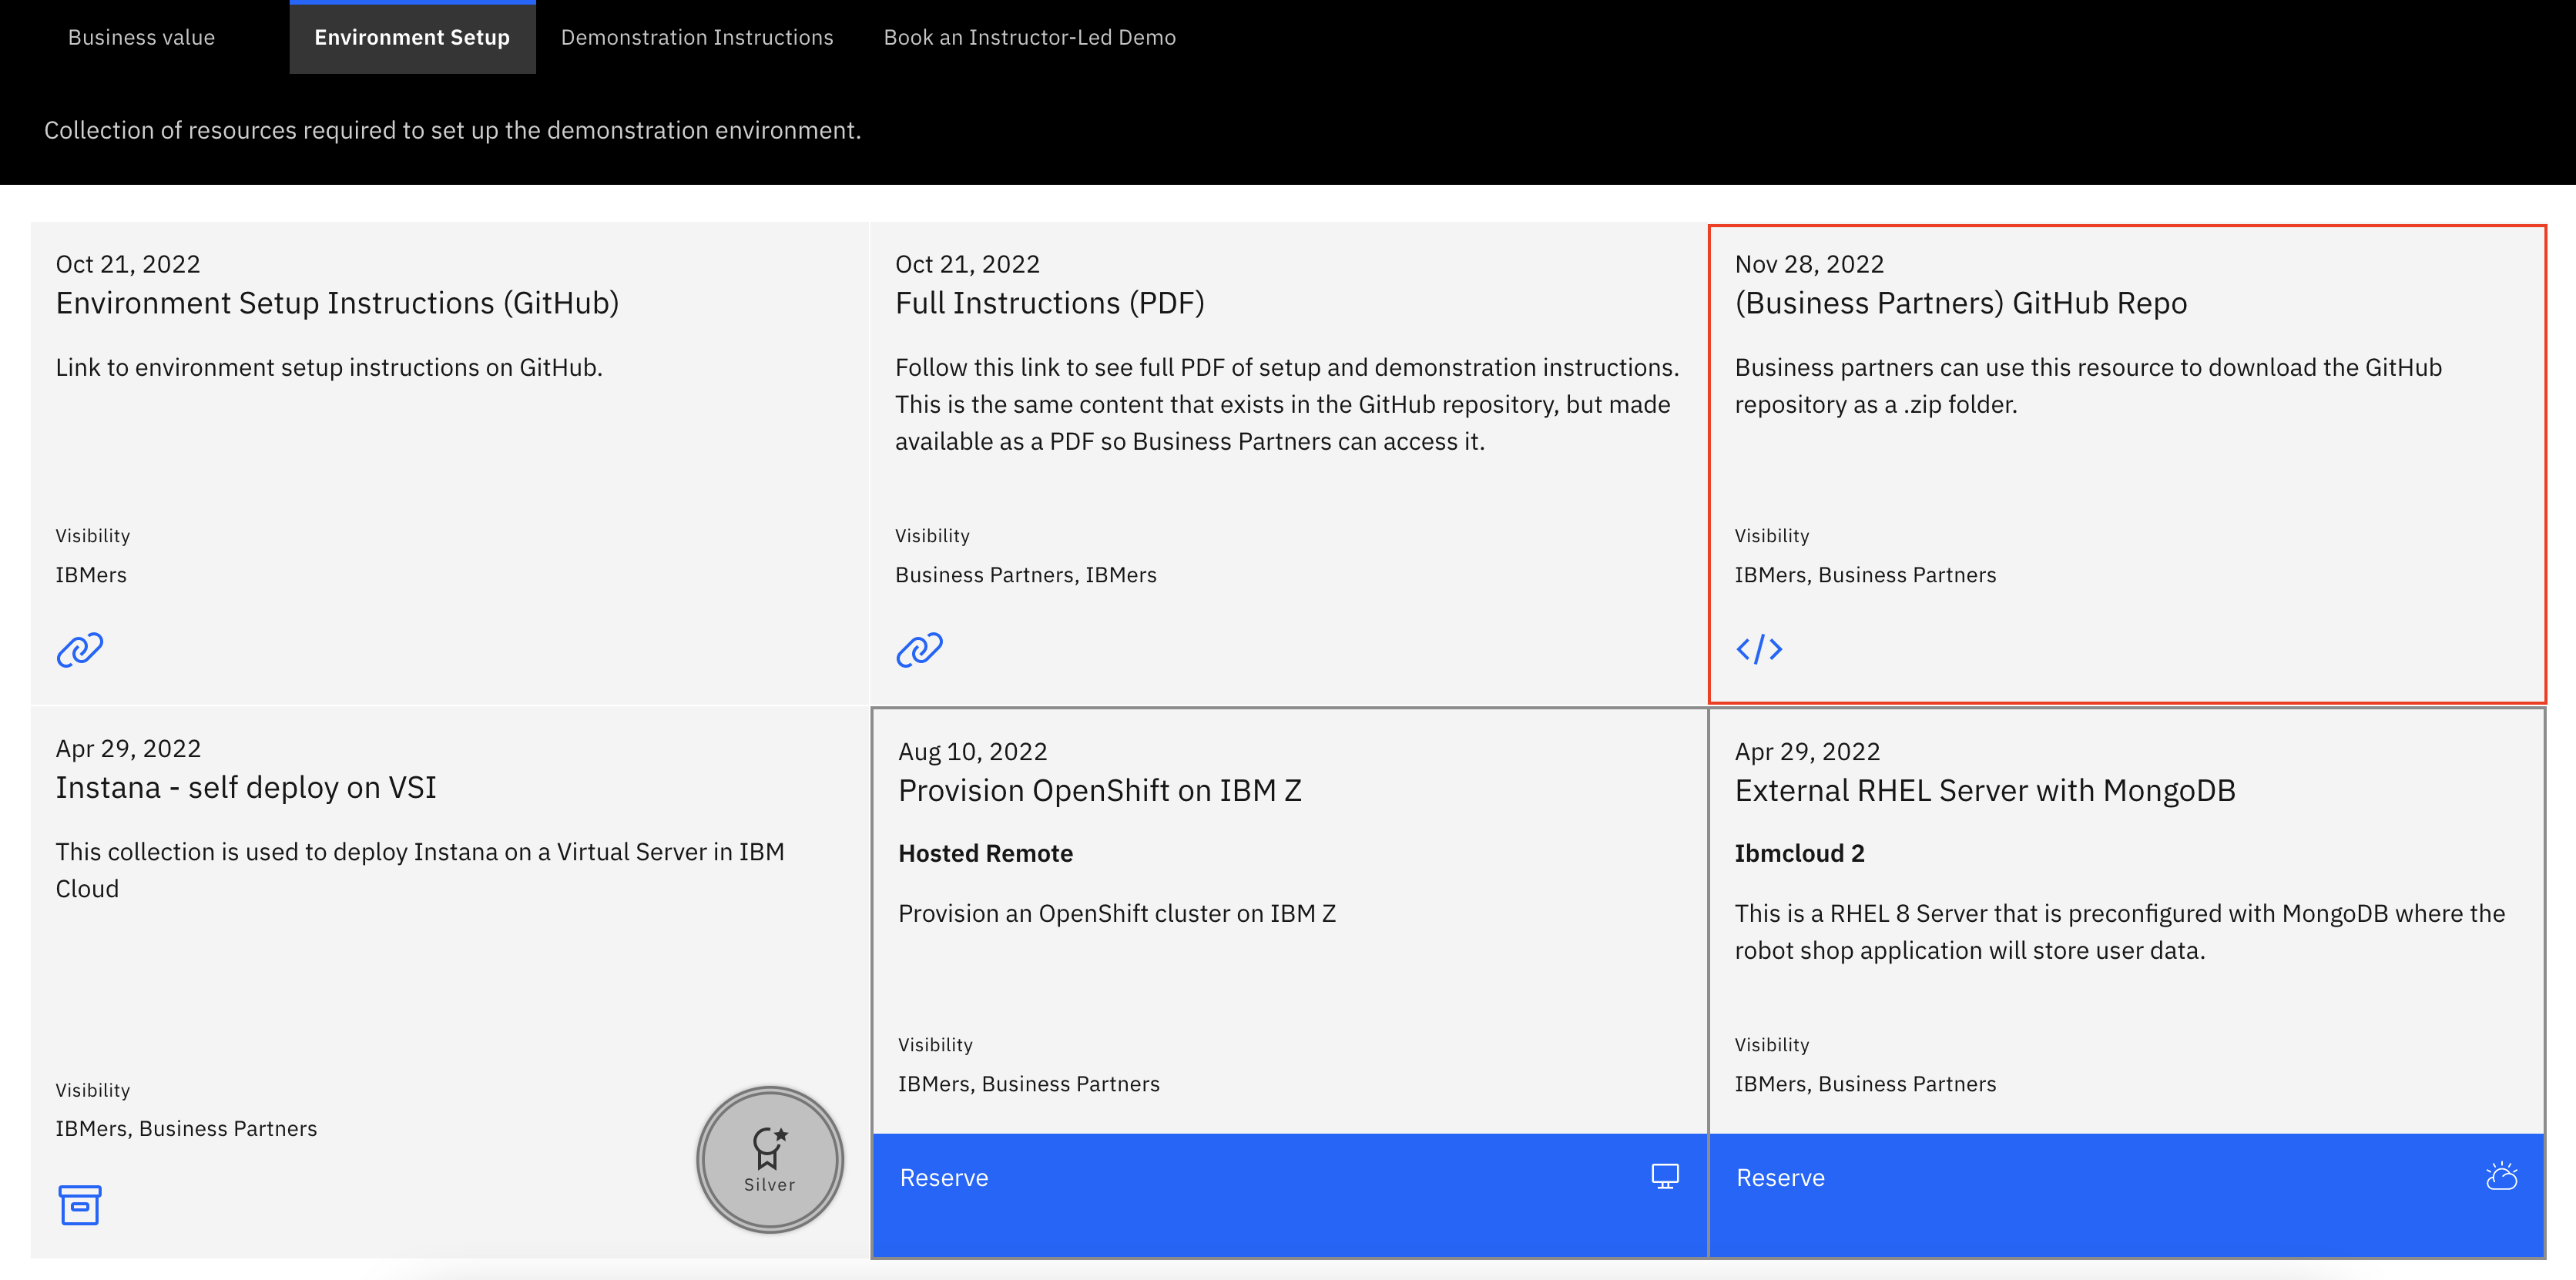 Business value
Environment Setup
Demonstration Instructions
Book an Instructor-Led Demo
Collection of resources required to set up the demonstration environment.
Oct 21, 2022
Environment Setup Instructions (GitHub)
Link to environment setup instructions on GitHub.
Visibility
IBMers
Oct 21, 2022
Full Instructions (PDF)
Follow this link to see full PDF of setup and demonstration instructions.
This is the same content that exists in the GitHub repository, but made
available as a PDF so Business Partners can access it.
Visibility
Business Partners, IBMers
Nov 28, 2022
(Business Partners) GitHub Repo
Business partners can use this resource to download the GitHub
repository as a .zip folder.
Visibility
IBMers, Business Partners
Apr 29, 2022
Instana - self deploy on VSI
This collection is used to deploy Instana on a Virtual Server in IBM
Cloud
Visibility
IBMers, Business Partners
Silver
Aug 10, 2022
Provision OpenShift on IBM Z
Hosted Remote
Provision an OpenShift cluster on IBM Z
Visibility
IBMers, Business Partners
Reserve
Apr 29, 2022
External RHEL Server with MongoDB
Ibmcloud 2
This is a RHEL 8 Server that is preconfigured with MongoDB where the
robot shop application will store user data.
Visibility
IBMers, Business Partners
Reserve